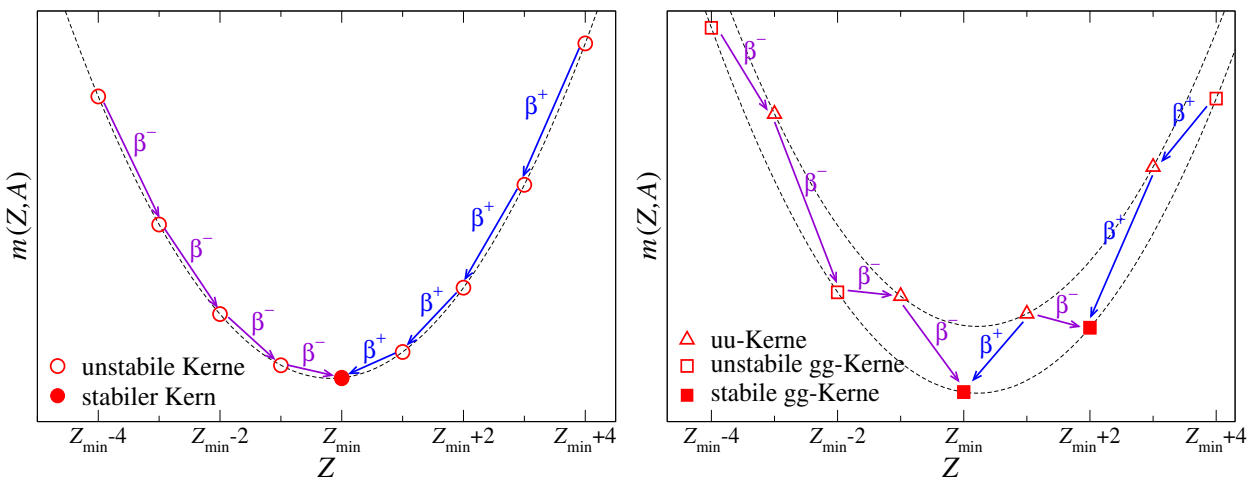 m(Z,A)
β⁻
β⁻
β⁻
β⁻
β⁺
β⁺
β⁺
β⁺
unstabile Kerne
stabiler Kern
Z_min-4
Z_min-2
Z_min
Z_min+2
Z_min+4
Z
m(Z,A)
β⁻
β⁻
β⁻
β⁻
β⁻
β⁺
β⁺
β⁺
uu-Kerne
unstabile gg-Kerne
stabile gg-Kerne
Z_min-4
Z_min-2
Z_min
Z_min+2
Z_min+4
Z